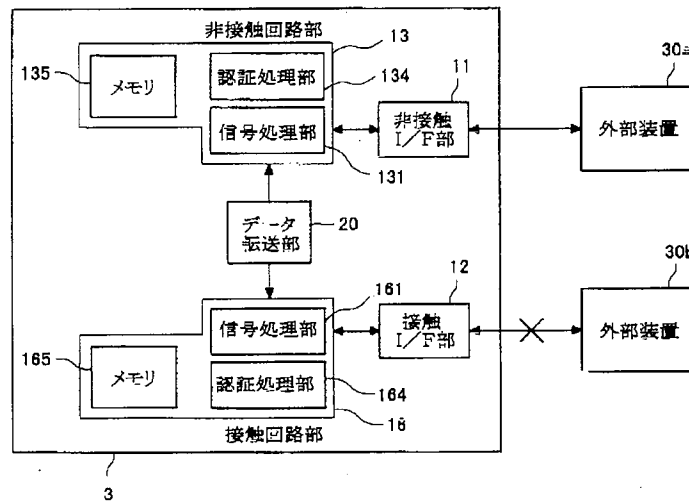 非接触回路部
13
30a
135
メモリ
認証処理部
134
11
信号処理部
非接触
I/F部
外部装置
131
データ
転送部
20
30b
161
12
信号処理部
接触
I/F部
外部装置
165
メモリ
認証処理部
164
16
接触回路部
3